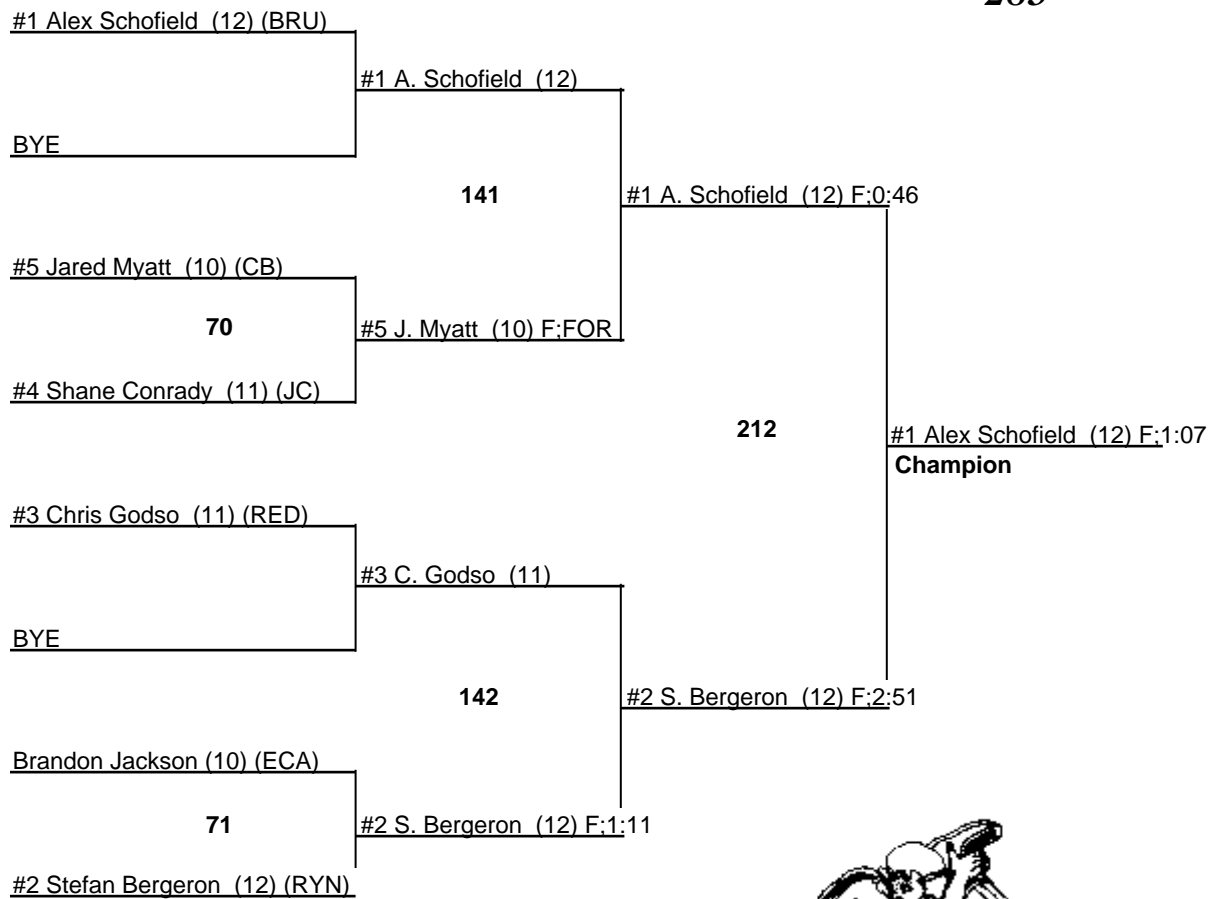 285
#1 Alex Schofield (12) (BRU)
#1 A. Schofield (12)
BYE
141
#1 A. Schofield (12) F;0:46
#5 Jared Myatt (10) (CB)
70
#5 J. Myatt (10) F;FOR
#4 Shane Conrady (11) (JC)
212
#1 Alex Schofield (12) F;1:07
Champion
#3 Chris Godso (11) (RED)
#3 C. Godso (11)
BYE
142
#2 S. Bergeron (12) F;2:51
Brandon Jackson (10) (ECA)
71
#2 S. Bergeron (12) F;1:11
#2 Stefan Bergeron (12) (RYN)